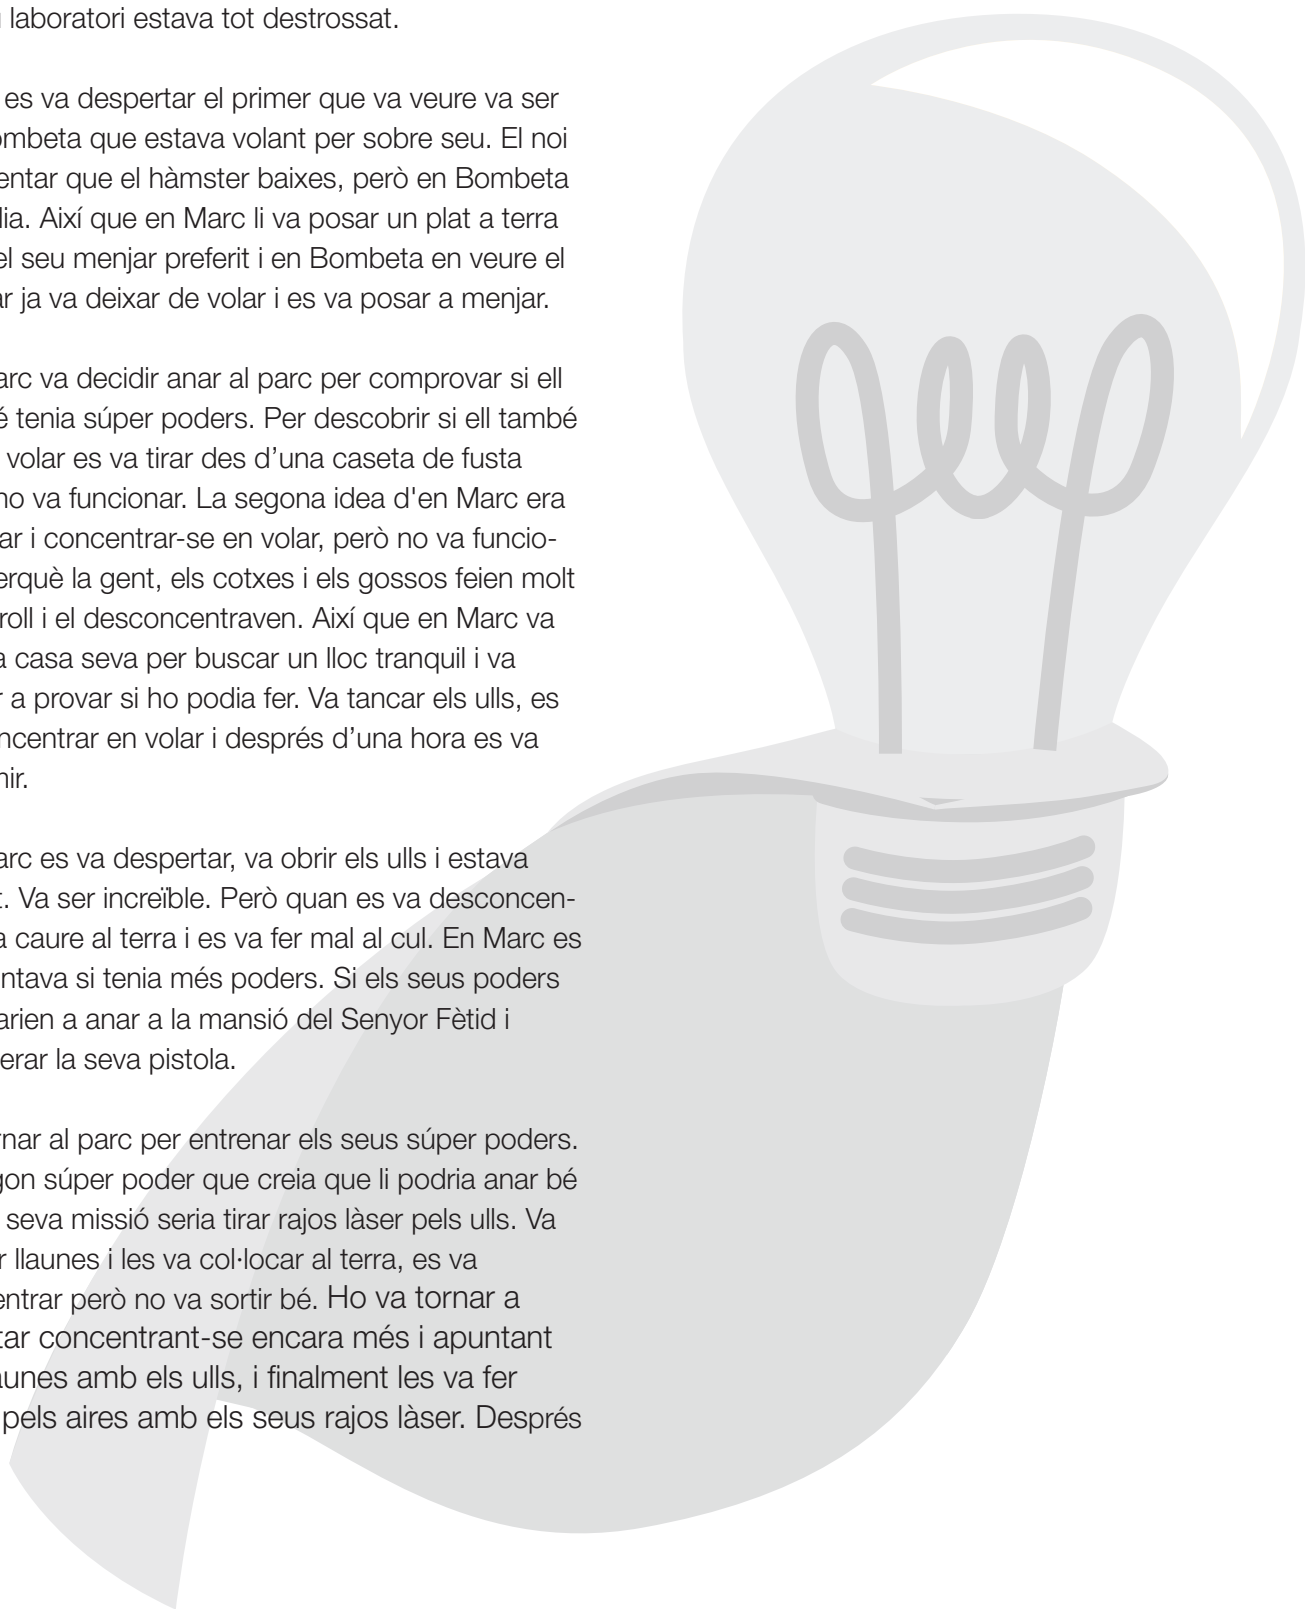 laboratori estava tot destrossat.
es va despertar el primer que va veure va ser
ombeta que estava volant per sobre seu. El noi
entar que el hàmster baixes, però en Bombeta
lia. Així que en Marc li va posar un plat a terra
el seu menjar preferit i en Bombeta en veure el
ar ja va deixar de volar i es va posar a menjar.
arc va decidir anar al parc per comprovar si ell
é tenia súper poders. Per descobrir si ell també
volar es va tirar des d’una caseta de fusta
no va funcionar. La segona idea d'en Marc era
ar i concentrar-se en volar, però no va funcio-
erquè la gent, els cotxes i els gossos feien molt
roll i el desconcentraven. Així que en Marc va
a casa seva per buscar un lloc tranquil i va
r a provar si ho podia fer. Va tancar els ulls, es
ncentrar en volar i després d’una hora es va
nir.
arc es va despertar, va obrir els ulls i estava
t. Va ser increïble. Però quan es va desconcen-
a caure al terra i es va fer mal al cul. En Marc es
ntava si tenia més poders. Si els seus poders
arien a anar a la mansió del Senyor Fètid i
erar la seva pistola.
rnar al parc per entrenar els seus súper poders.
gon súper poder que creia que li podria anar bé
seva missió seria tirar rajos làser pels ulls. Va
r llaunes i les va col·locar al terra, es va
entrar però no va sortir bé. Ho va tornar a
tar concentrant-se encara més i apuntant
aunes amb els ulls, i finalment les va fer
pels aires amb els seus rajos làser. Després